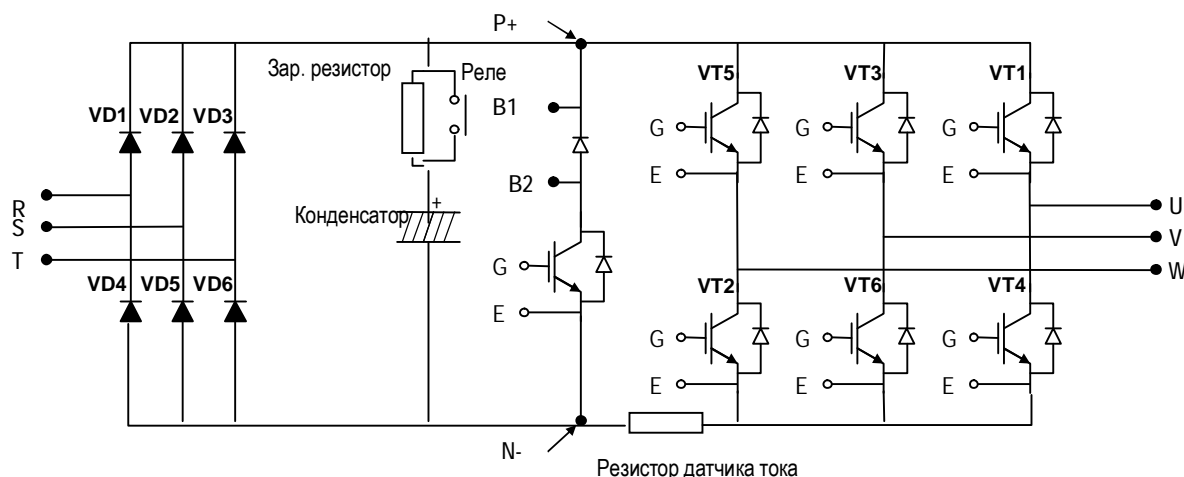 P+
Зар. резистор
Реле
VT5
VT3
VT1
VD1
VD2
VD3
B1
G
G
G
E
E
E
B2
R
S
T
Конденсатор
+
U
V
W
G
E
VD4
VD5
VD6
VT2
VT6
VT4
G
G
G
E
E
E
N-
Резистор датчика тока